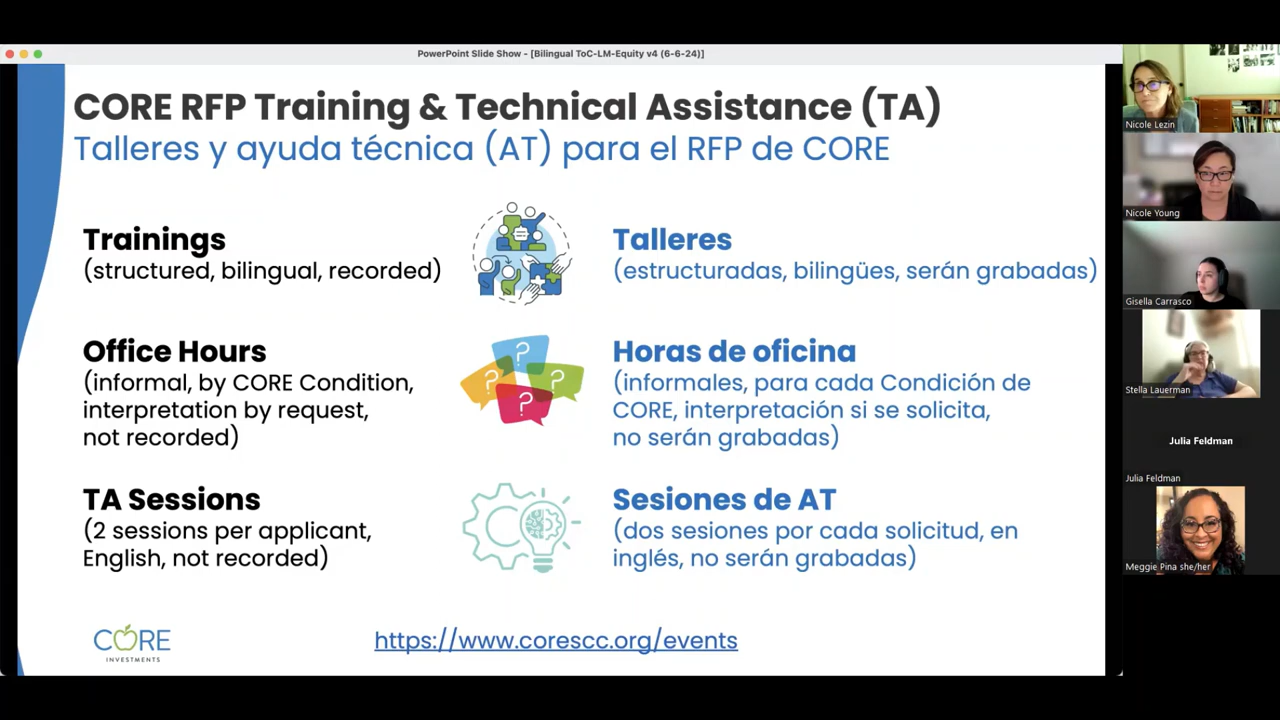 PowerPoint Slide Show - [Bilingual ToC-LM-Equity v4 (6-6-24)]
CORE RFP Training & Technical Assistance (TA)
Talleres y ayuda técnica (AT) para el RFP de CORE
Trainings
(structured, bilingual, recorded)
Talleres
(estructuradas, bilingües, serán grabadas)
Office Hours
(informal, by CORE Condition,
interpretation by request,
not recorded)
Horas de oficina
(informales, para cada Condición de
CORE, interpretación si se solicita,
no serán grabadas)
TA Sessions
(2 sessions per applicant,
English, not recorded)
Sesiones de AT
(dos sesiones por cada solicitud, en
inglés, no serán grabadas)
CORE
INVESTMENTS
https://www.corescc.org/events
Nicole Lezin
Nicole Young
Gisella Carrasco
Stella Lauerman
Julia Feldman
Julia Feldman
Meggie Pina she/her